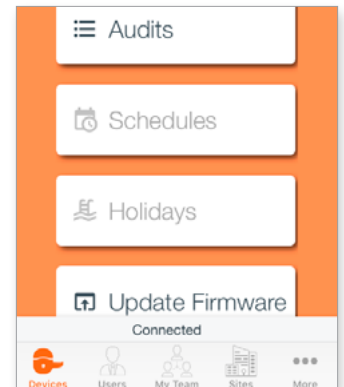 Audits
Schedules
Holidays
Update Firmware
Connected
Devices Users My Team Sites More